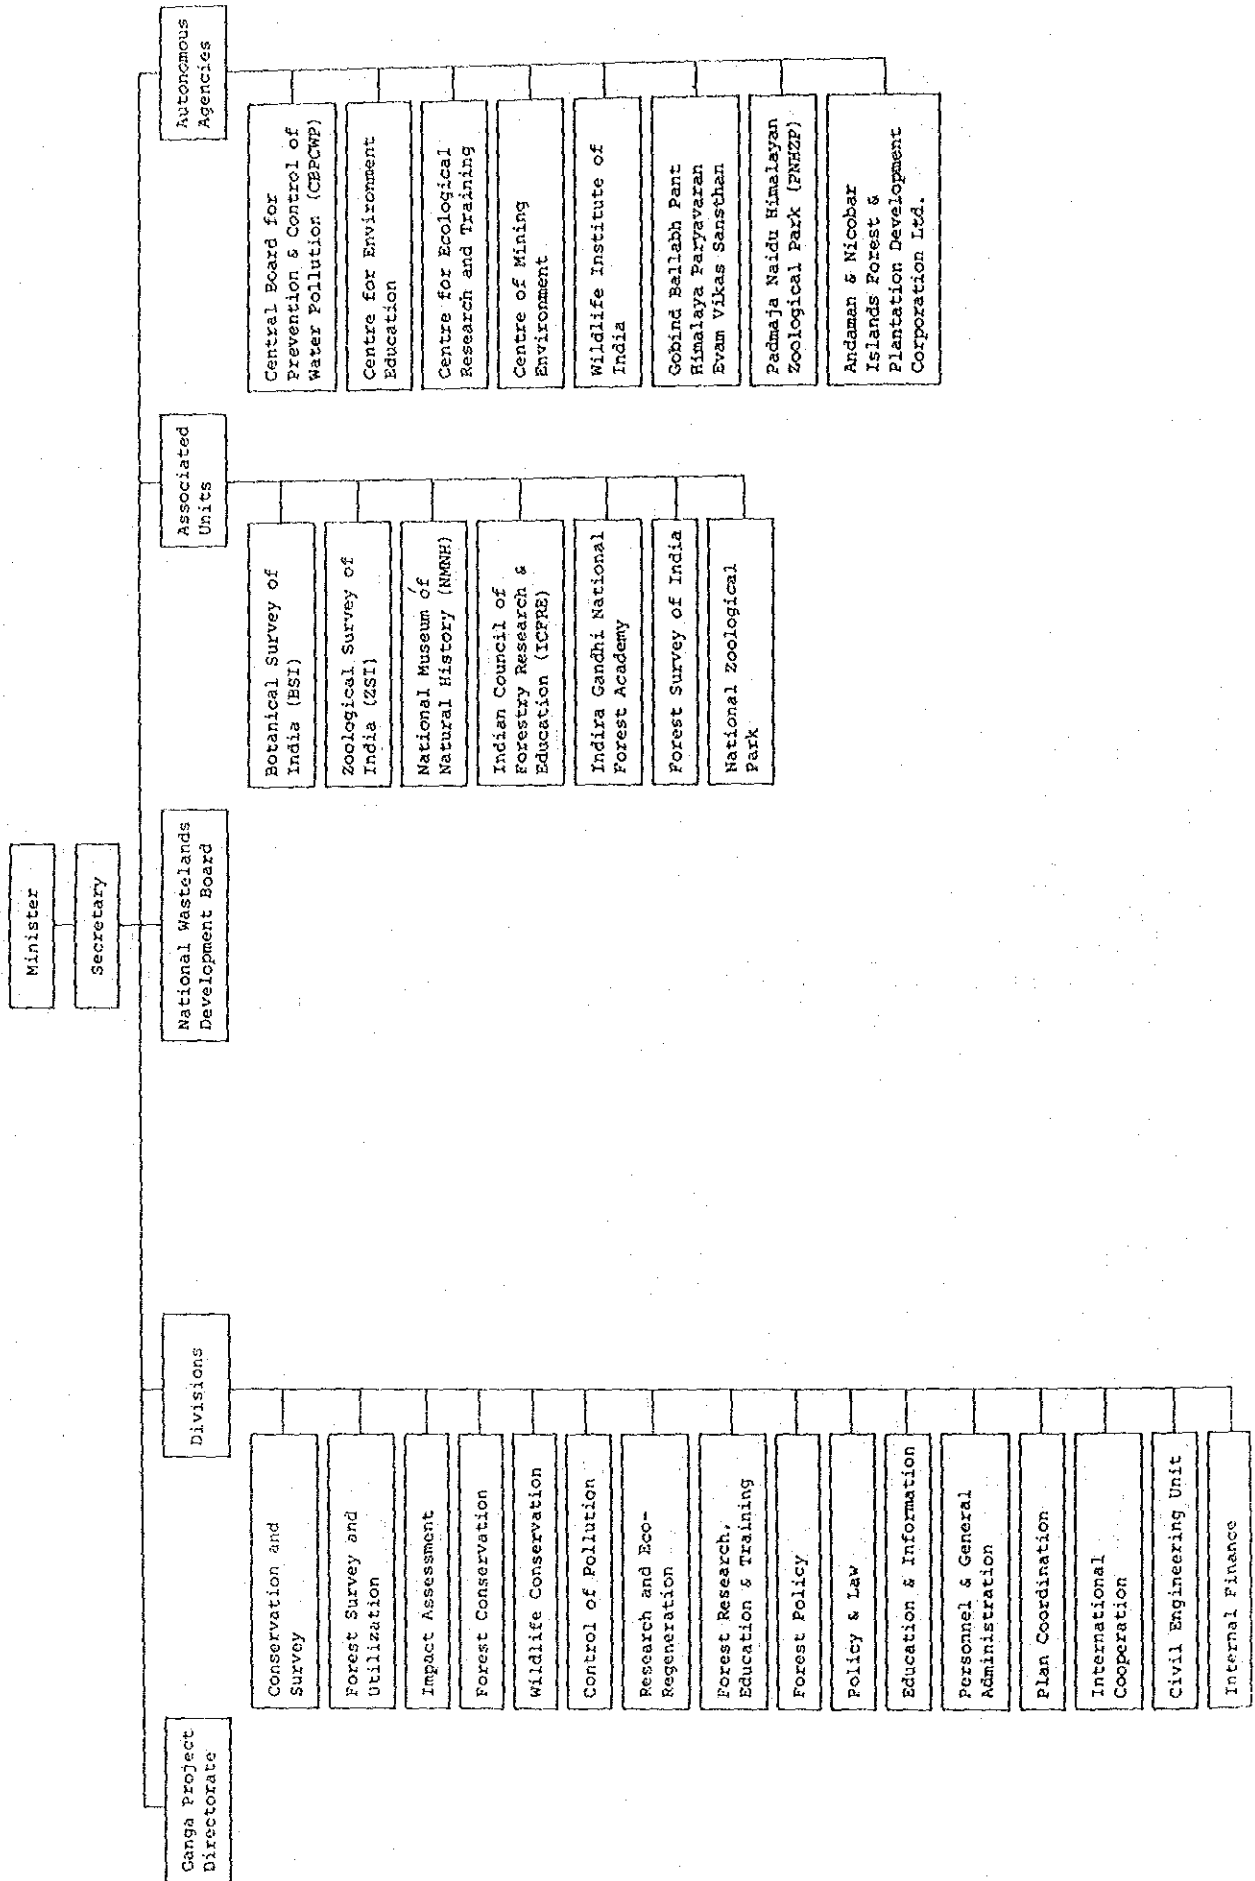 Minister
Secretary
Ganga Project
Directorate
Divisions
National Wastelands
Development Board
Associated
Units
Autonomous
Agencies
Conservation and
Survey
Forest Survey and
Utilization
Impact Assessment
Forest Conservation
Wildlife Conservation
Control of Pollution
Research and Eco-
Regeneration
Forest Research,
Education & Training
Forest Policy
Policy & Law
Education & Information
Personnel & General
Administration
Plan Coordination
International
Cooperation
Civil Engineering Unit
Internal Finance
Botanical Survey of
India (BSI)
Zoological Survey of
India (ZSI)
National Museum of
Natural History (NMNH)
Indian Council of
Forestry Research &
Education (ICFRE)
Indira Gandhi National
Forest Academy
Forest Survey of India
National Zoological
Park
Central Board for
Prevention & Control of
Water Pollution (CBPCWP)
Centre for Environment
Education
Centre for Ecological
Research and Training
Centre of Mining
Environment
Wildlife Institute of
India
Gobind Ballabh Pant
Himalaya Paryavaran
Evam Vikas Sansthan
Padmaja Naidu Himalayan
Zoological Park (PNHZP)
Andaman & Nicobar
Islands Forest &
Plantation Development
Corporation Ltd.